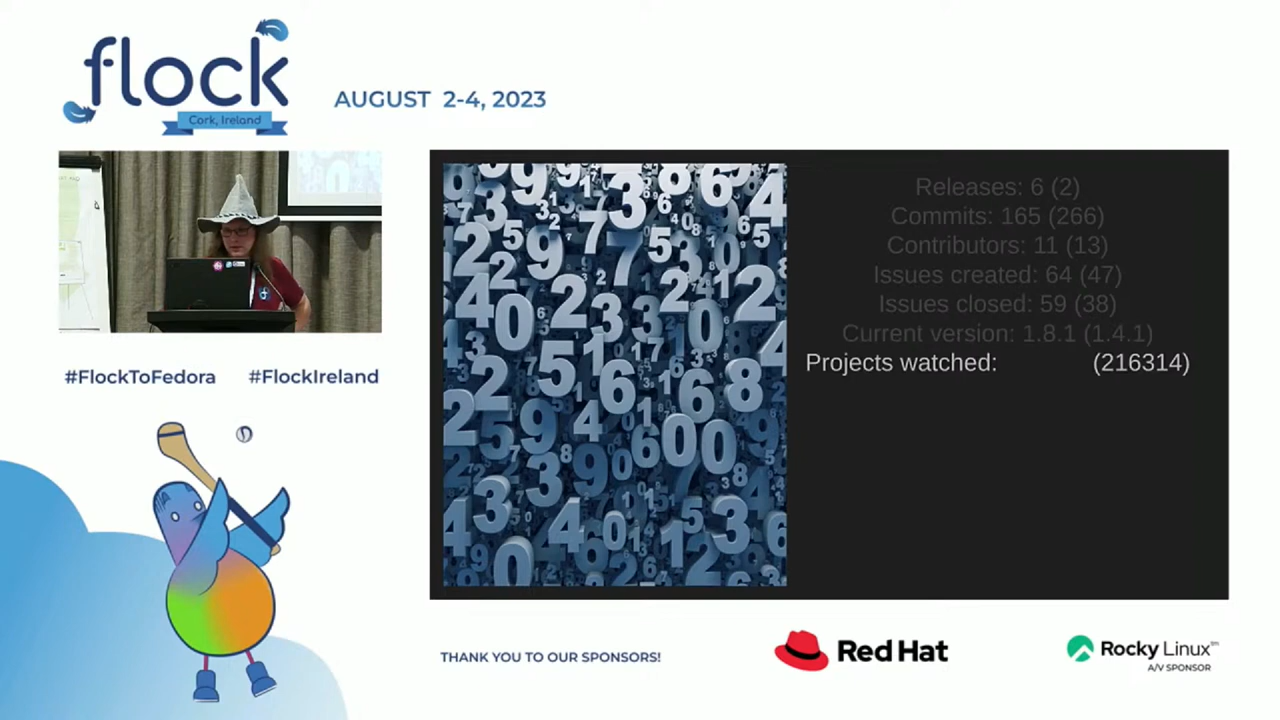 flock
Cork, Ireland
AUGUST 2-4, 2023
Releases: 6 (2)
Commits: 165 (266)
Contributors: 11 (13)
Issues created: 64 (47)
Issues closed: 59 (38)
Current version: 1.8.1 (1.4.1)
Projects watched: (216314)
#FlockToFedora #FlockIreland
THANK YOU TO OUR SPONSORS!
Red Hat
Rocky Linux™
A/V SPONSOR